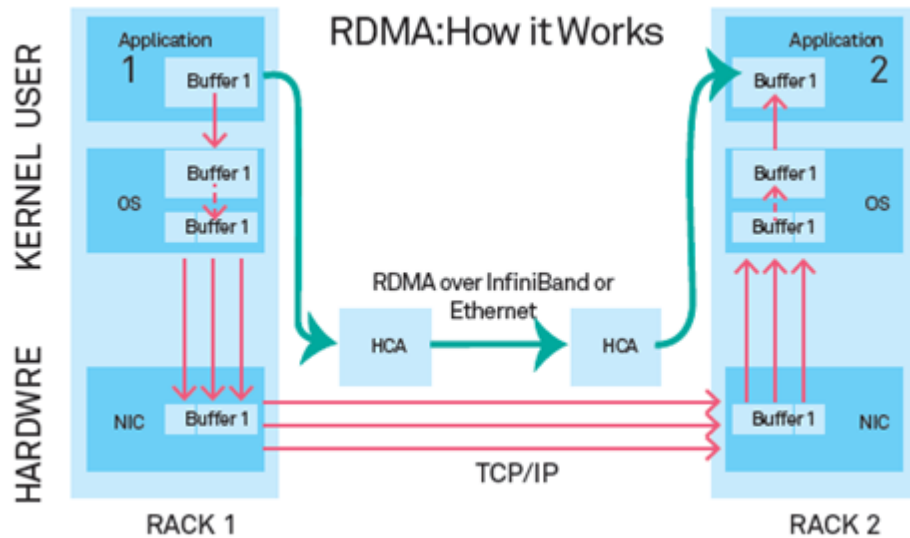 RDMA:How it Works
KERNEL USER
HARDWRE
Application
1
Buffer 1
OS
Buffer 1
Buffer 1
NIC
Buffer 1
RACK 1
RDMA over InfiniBand or
Ethernet
HCA
HCA
TCP/IP
Application
2
Buffer 1
Buffer 1
OS
Buffer 1
Buffer 1
NIC
RACK 2